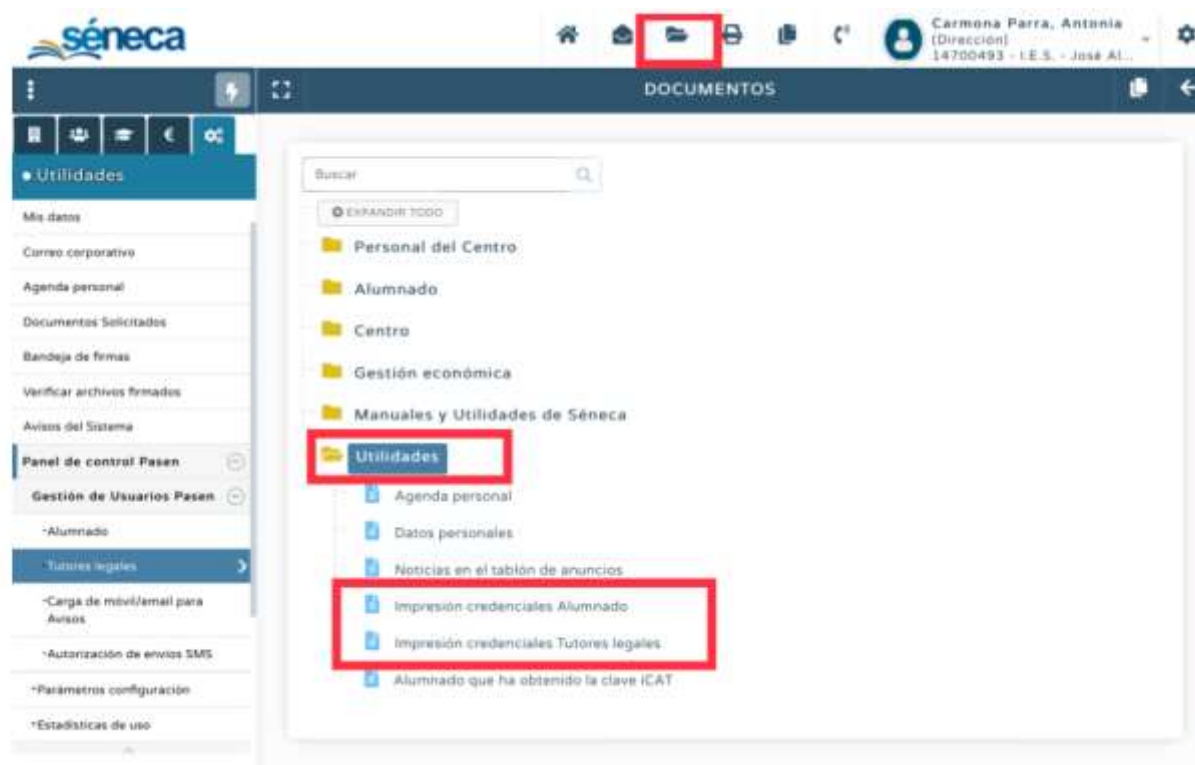 séneca
Carmona Parra, Antonia
(Dirección)
14700493 - I.E.S. - José Al...
DOCUMENTOS
Utilidades
Mis datos
Correo corporativo
Agenda personal
Documentos Solicitados
Bandeja de firmas
Verificar archivos firmados
Avisos del Sistema
Panel de control Pasen
Gestión de Usuarios Pasen
Alumnado
Tutores legales
Carga de móvil/email para
Avisos
Autorización de envíos SMS
Parámetros configuración
Estadísticas de uso
Buscar
EXPANDIR TODO
Personal del Centro
Alumnado
Centro
Gestión económica
Manuales y Utilidades de Séneca
Utilidades
Agenda personal
Datos personales
Noticias en el tablón de anuncios
Impresión credenciales Alumnado
Impresión credenciales Tutores legales
Alumnado que ha obtenido la clave iCAT